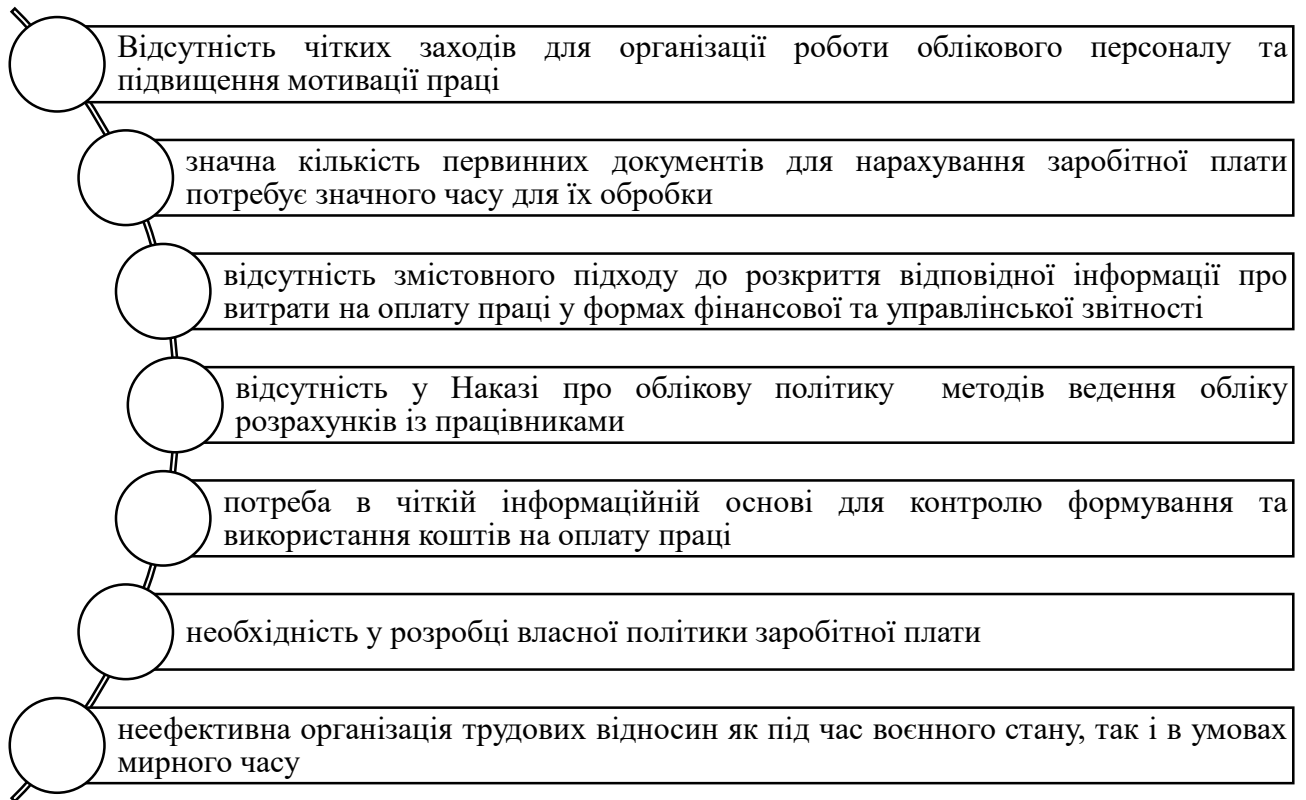 Відсутність чітких заходів для організації роботи облікового персоналу та
підвищення мотивації праці
значна кількість первинних документів для нарахування заробітної плати
потребує значного часу для їх обробки
відсутність змістовного підходу до розкриття відповідної інформації про
витрати на оплату праці у формах фінансової та управлінської звітності
відсутність у Наказі про облікову політику методів ведення обліку
розрахунків із працівниками
потреба в чіткій інформаційній основі для контролю формування та
використання коштів на оплату праці
необхідність у розробці власної політики заробітної плати
неефективна організація трудових відносин як під час воєнного стану, так і в умовах
мирного часу